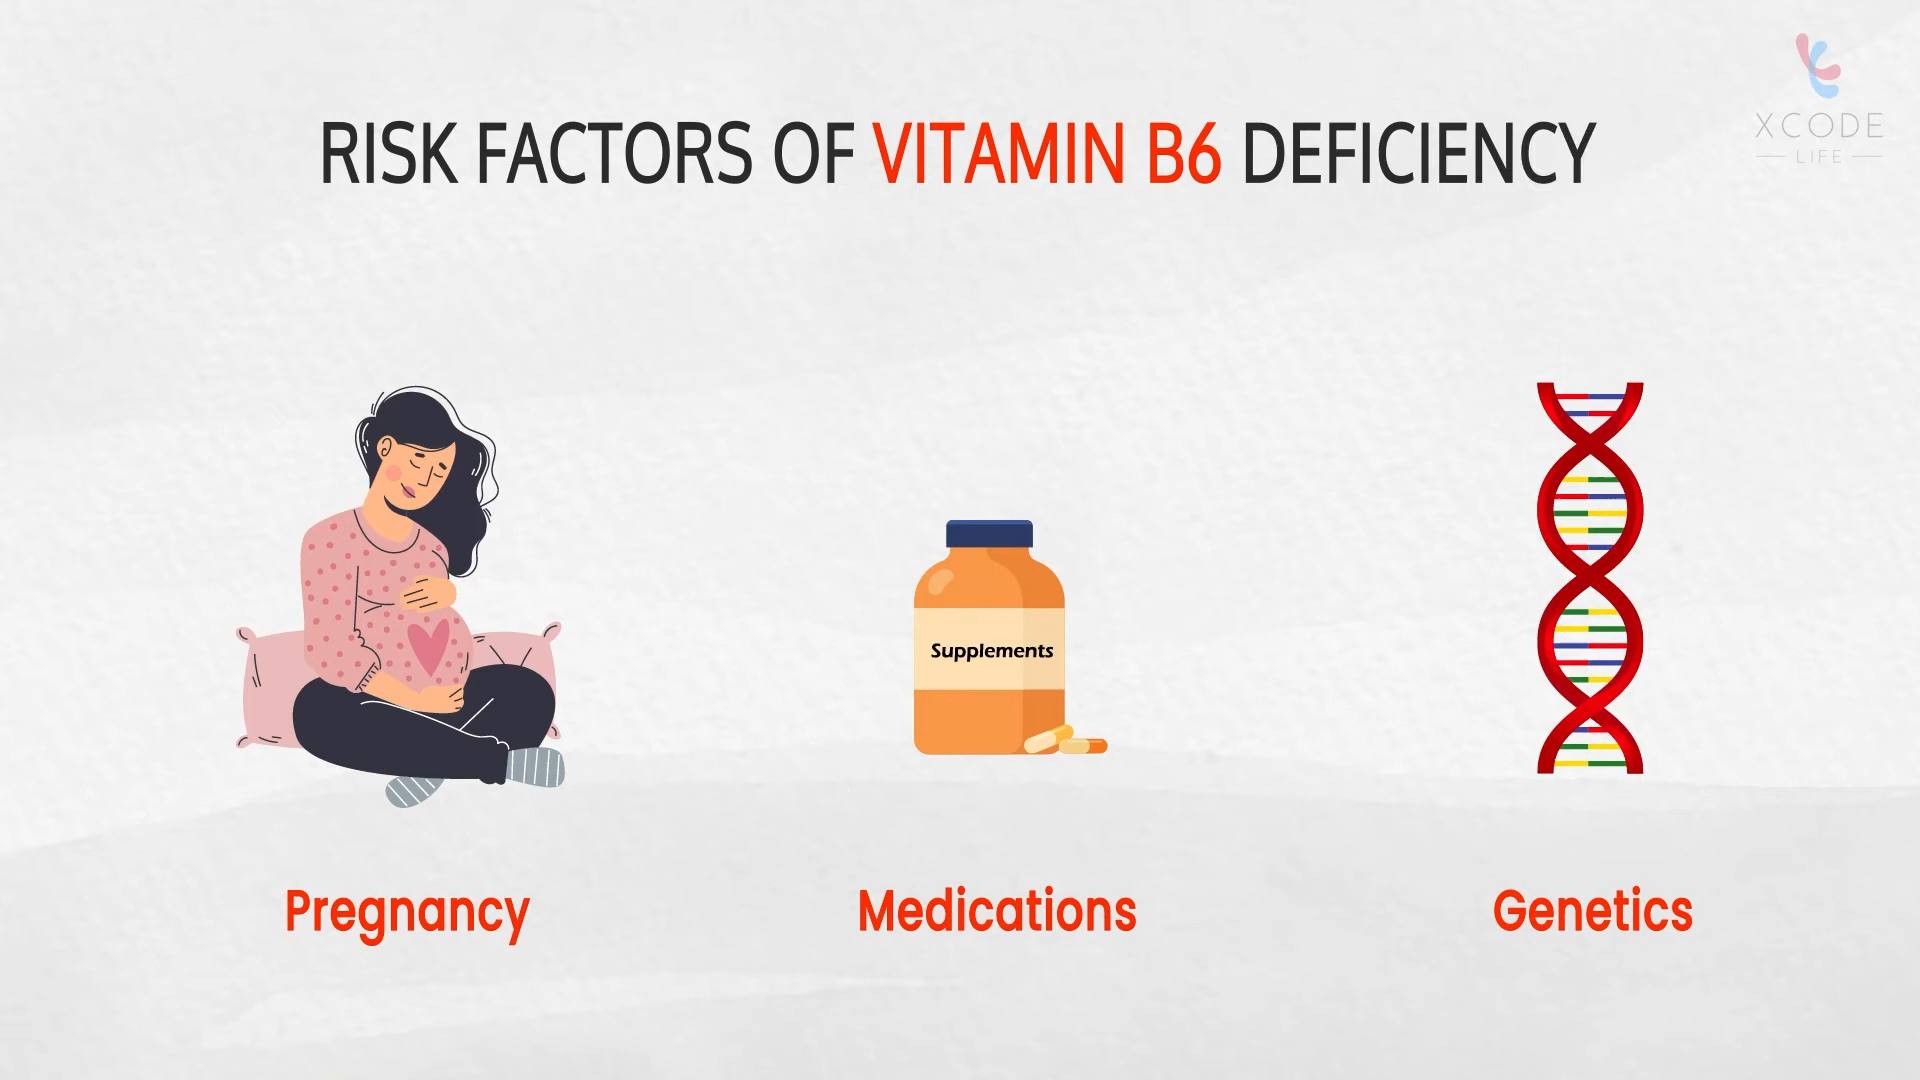 XCODE
LIFE
RISK FACTORS OF VITAMIN B6 DEFICIENCY
Supplements
Pregnancy
Medications
Genetics